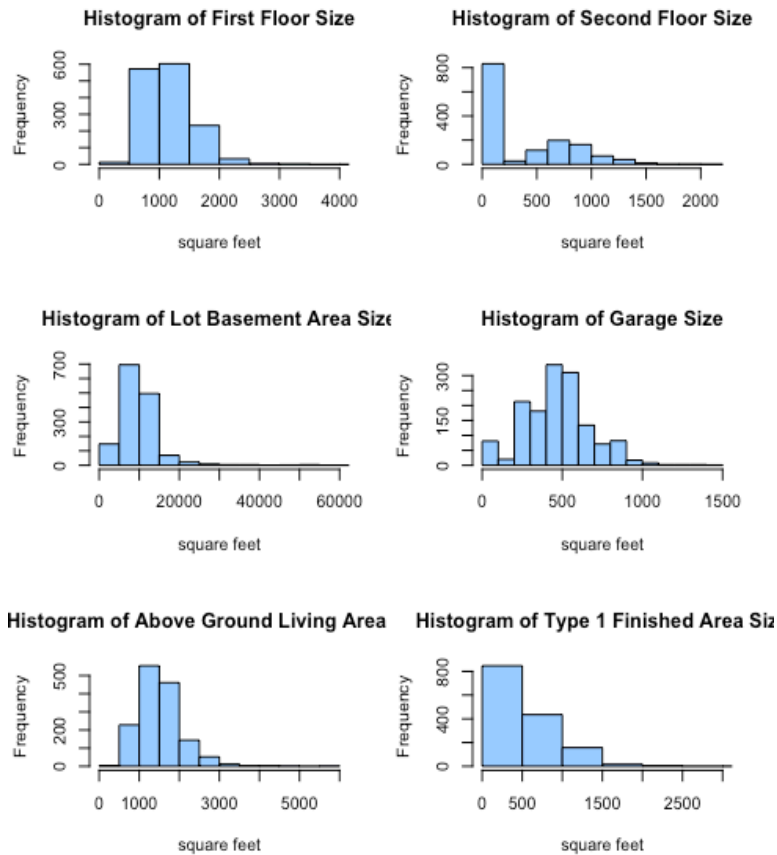 Histogram of First Floor Size
Frequency
0 300 600
0 1000 2000 3000 4000
square feet
Histogram of Second Floor Size
Frequency
0 400 800
0 500 1000 1500 2000
square feet
Histogram of Lot Basement Area Size
Frequency
0 300 700
0 20000 40000 60000
square feet
Histogram of Garage Size
Frequency
0 150 300
0 500 1000 1500
square feet
Histogram of Above Ground Living Area
Frequency
0 200 500
0 1000 3000 5000
square feet
Histogram of Type 1 Finished Area Siz
Frequency
0 400 800
0 500 1500 2500
square feet